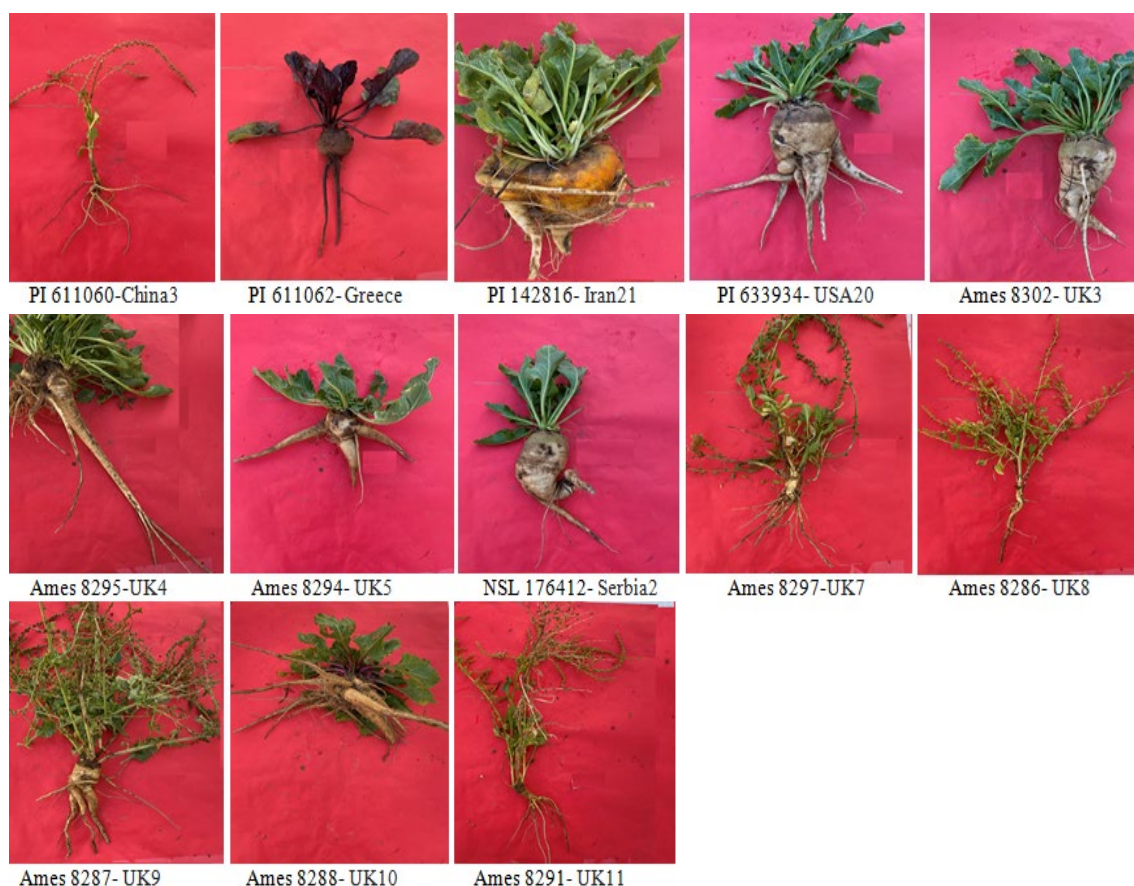 PI 611060-China3
PI 611062- Greece
PI 142816- Iran21
PI 633934- USA20
Ames 8302- UK3
Ames 8295-UK4
Ames 8294- UK5
NSL 176412- Serbia2
Ames 8297-UK7
Ames 8286- UK8
Ames 8287- UK9
Ames 8288- UK10
Ames 8291- UK11